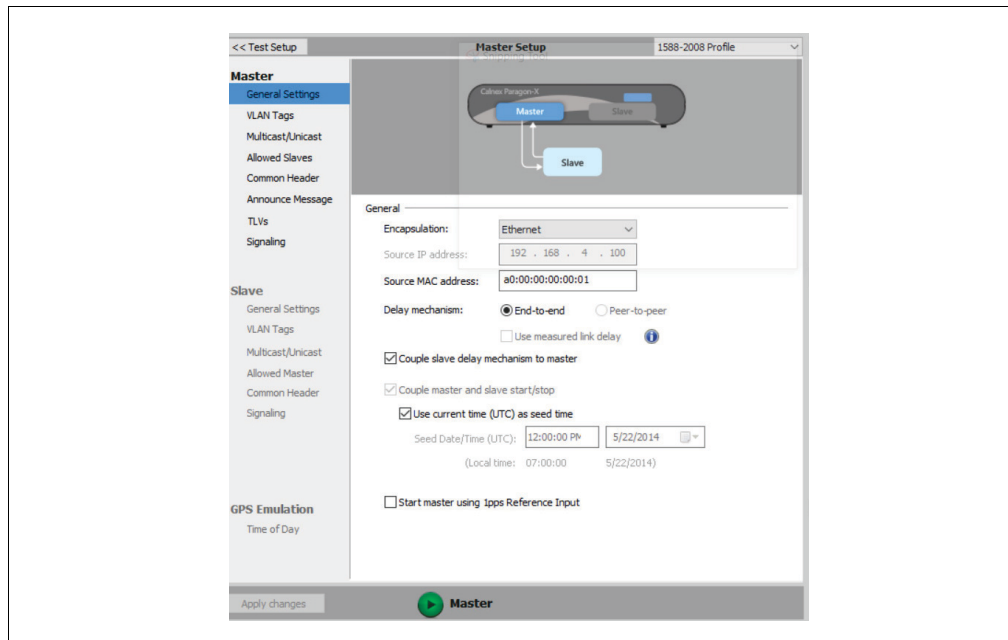 << Test Setup
Master Setup
1588-2008 Profile
Snipping Tool
Master
General Settings
VLAN Tags
Multicast/Unicast
Allowed Slaves
Common Header
Announce Message
TLVs
Signaling
Slave
General Settings
VLAN Tags
Multicast/Unicast
Allowed Master
Common Header
Signaling
GPS Emulation
Time of Day
Calnex Paragon-X
Master
Slave
Slave
General
Encapsulation: Ethernet
Source IP address: 192 . 168 . 4 . 100
Source MAC address: a0:00:00:00:00:01
Delay mechanism: End-to-end Peer-to-peer
Use measured link delay
Couple slave delay mechanism to master
Couple master and slave start/stop
Use current time (UTC) as seed time
Seed Date/Time (UTC): 12:00:00 PM 5/22/2014
(Local time: 07:00:00 5/22/2014)
Start master using 1pps Reference Input
Apply changes
Master